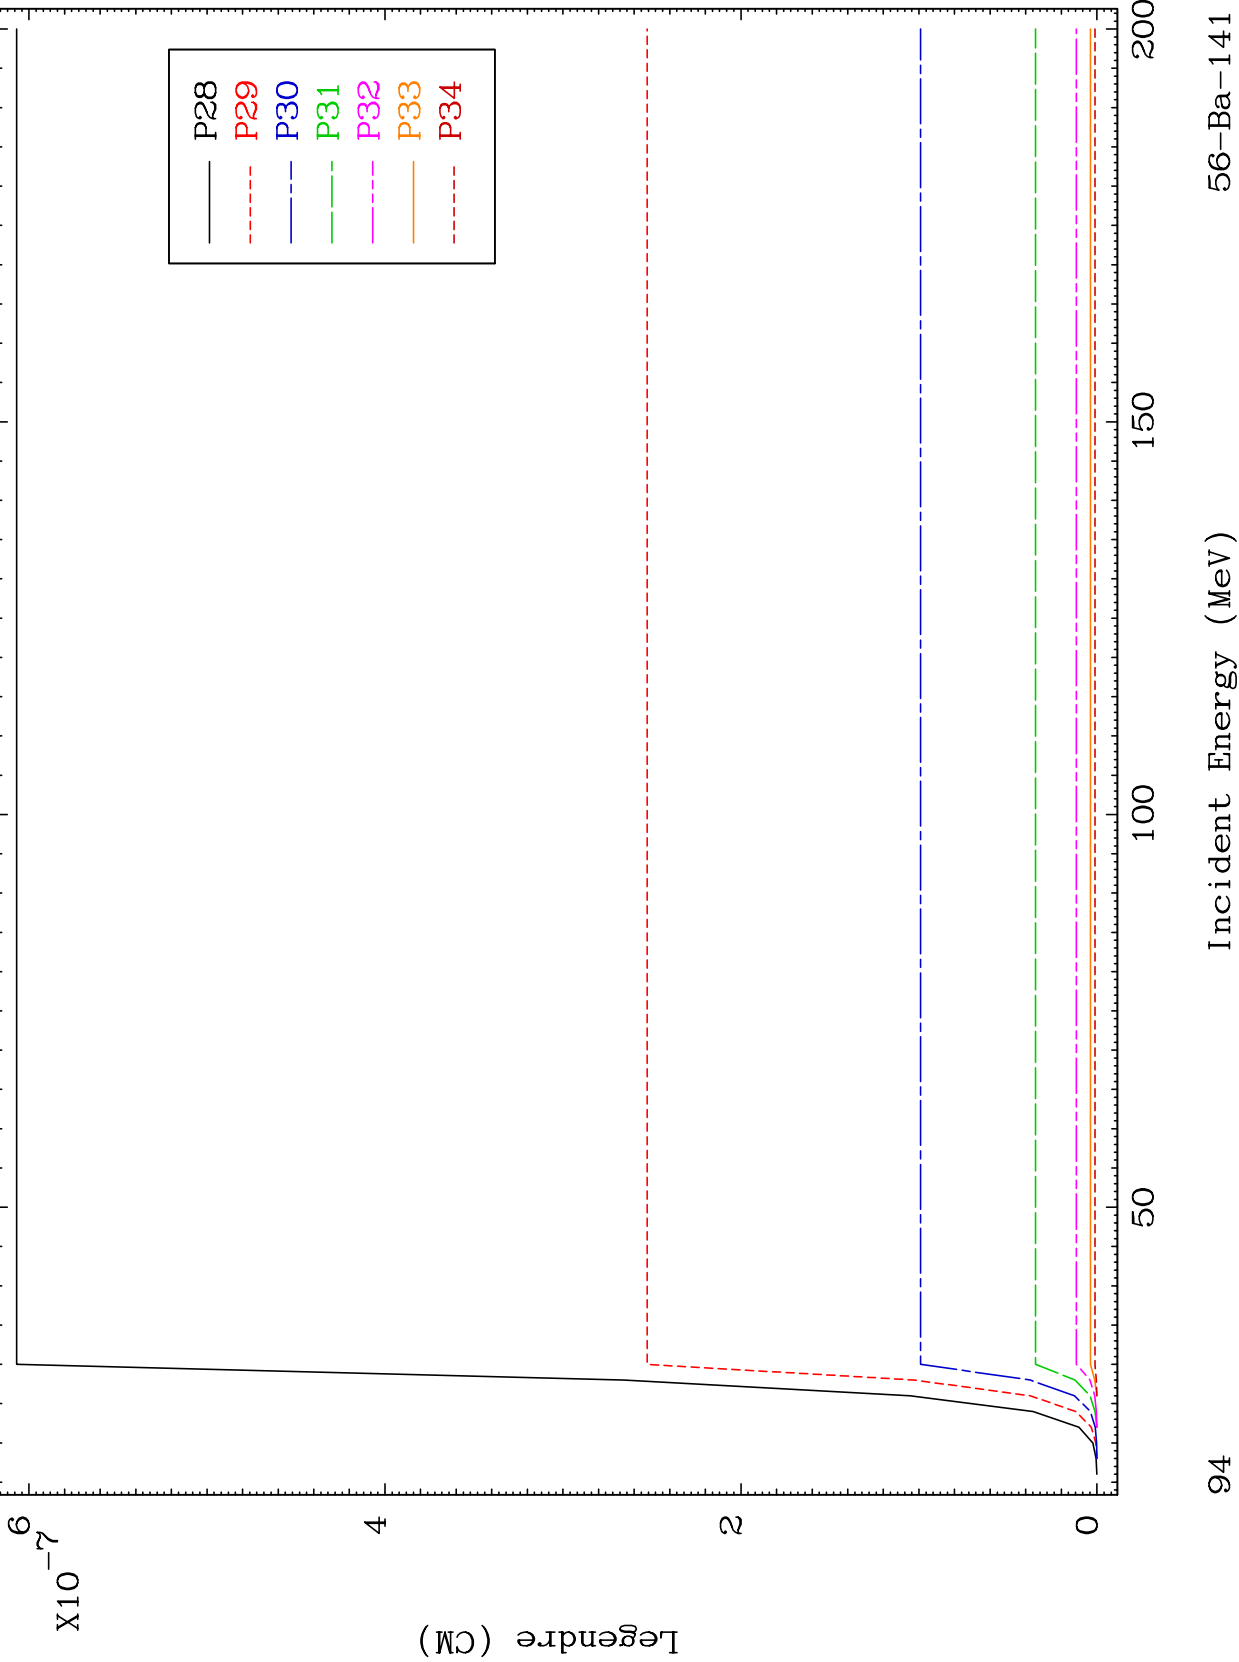 X10-7
6
4
2
0
Legendre (CM)
P28
P29
P30
P31
P32
P33
P34
50
100
150
200
Incident Energy (MeV)
94
56-Ba-141